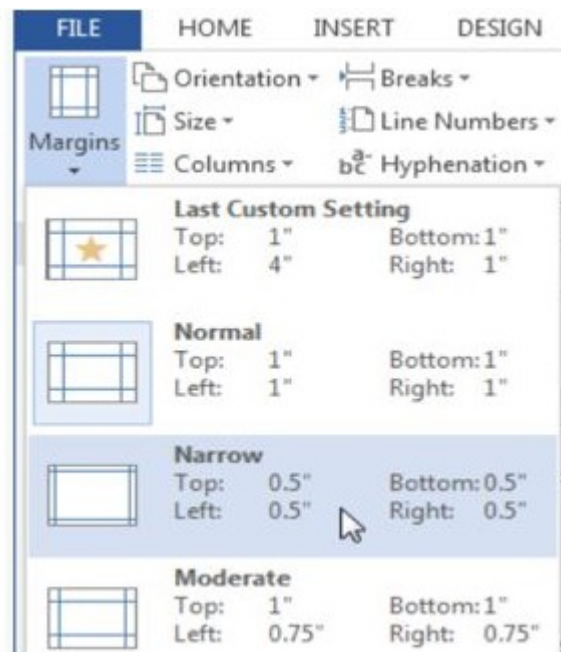 FILE HOME INSERT DESIGN
Orientation Breaks
Margins Size Line Numbers
Columns Hyphenation
Last Custom Setting
Top: 1" Bottom: 1"
Left: 4" Right: 1"
Normal
Top: 1" Bottom: 1"
Left: 1" Right: 1"
Narrow
Top: 0.5" Bottom: 0.5"
Left: 0.5" Right: 0.5"
Moderate
Top: 1" Bottom: 1"
Left: 0.75" Right: 0.75"